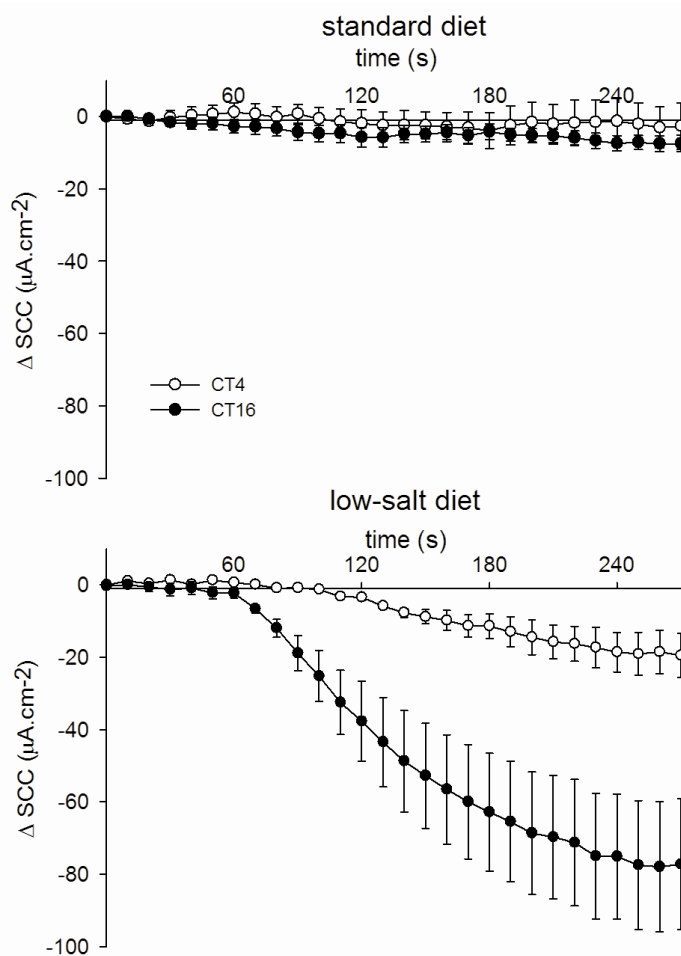 standard diet
time (s)
60 120 180 240
0
-20
-40
-60
-80
-100
Δ SCC (µA.cm-2)
CT4
CT16
low-salt diet
time (s)
60 120 180 240
0
-20
-40
-60
-80
-100
Δ SCC (µA.cm-2)